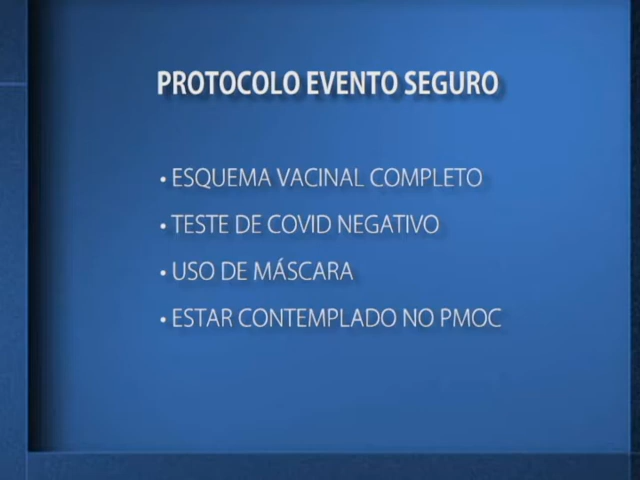 PROTOCOLO EVENTO SEGURO
• ESQUEMA VACINAL COMPLETO
• TESTE DE COVID NEGATIVO
• USO DE MÁSCARA
• ESTAR CONTEMPLADO NO PMOC